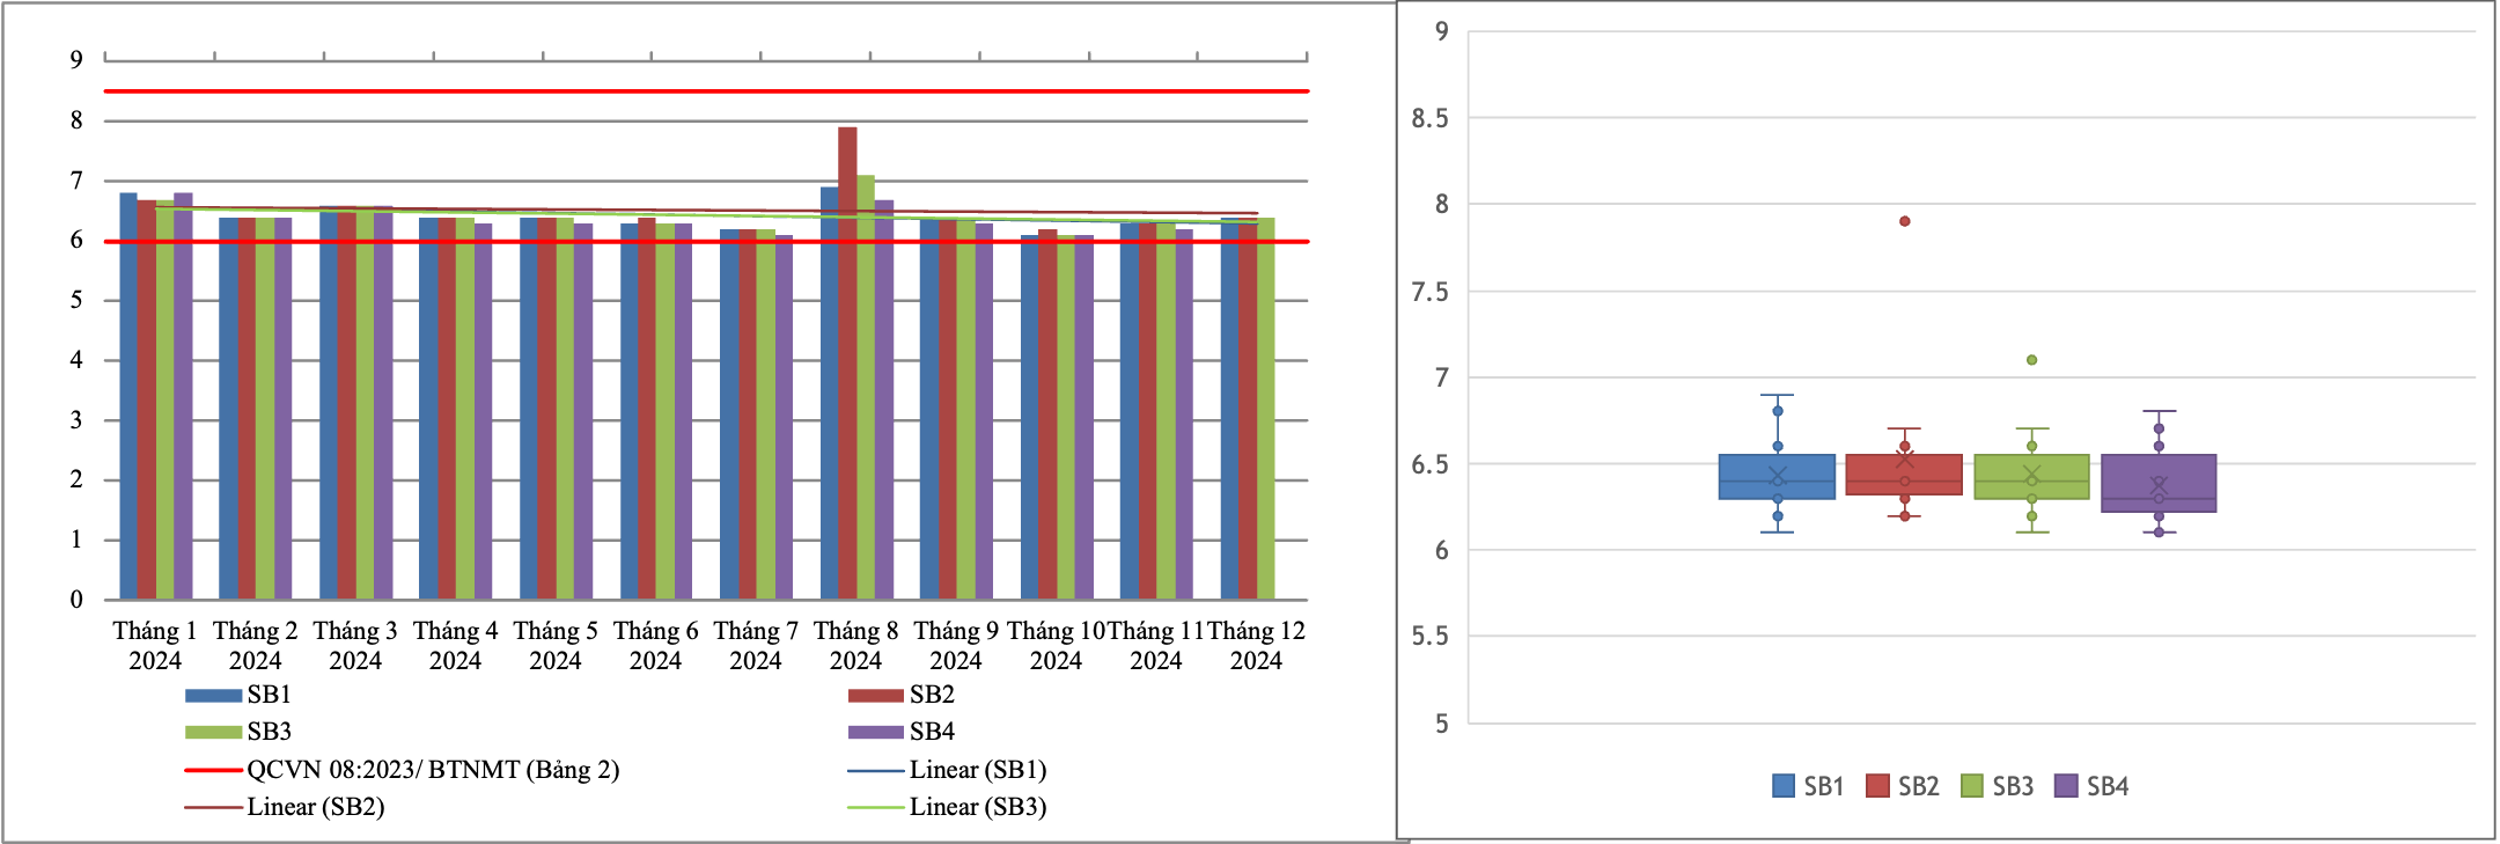 9
8
7
6
5
4
3
2
1
0
Tháng 1 Tháng 2 Tháng 3 Tháng 4 Tháng 5 Tháng 6 Tháng 7 Tháng 8 Tháng 9 Tháng 10 Tháng 11 Tháng 12
2024 2024 2024 2024 2024 2024 2024 2024 2024 2024 2024 2024
SB1 SB2
SB3 SB4
QCVN 08:2023/ BTNMT (Bảng 2) Linear (SB1)
Linear (SB2) Linear (SB3)
9
8.5
8
7.5
7
6.5
6
5.5
5
SB1 SB2 SB3 SB4